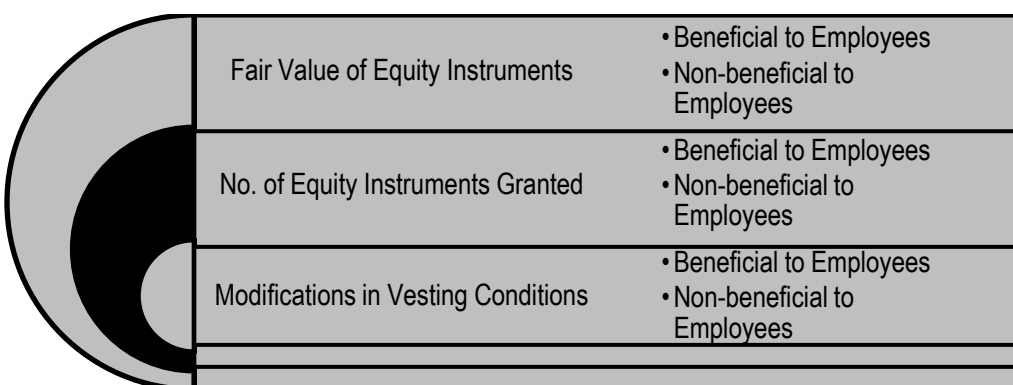 Fair Value of Equity Instruments
•Beneficial to Employees
•Non-beneficial to
Employees
No. of Equity Instruments Granted
•Beneficial to Employees
•Non-beneficial to
Employees
Modifications in Vesting Conditions
•Beneficial to Employees
•Non-beneficial to
Employees